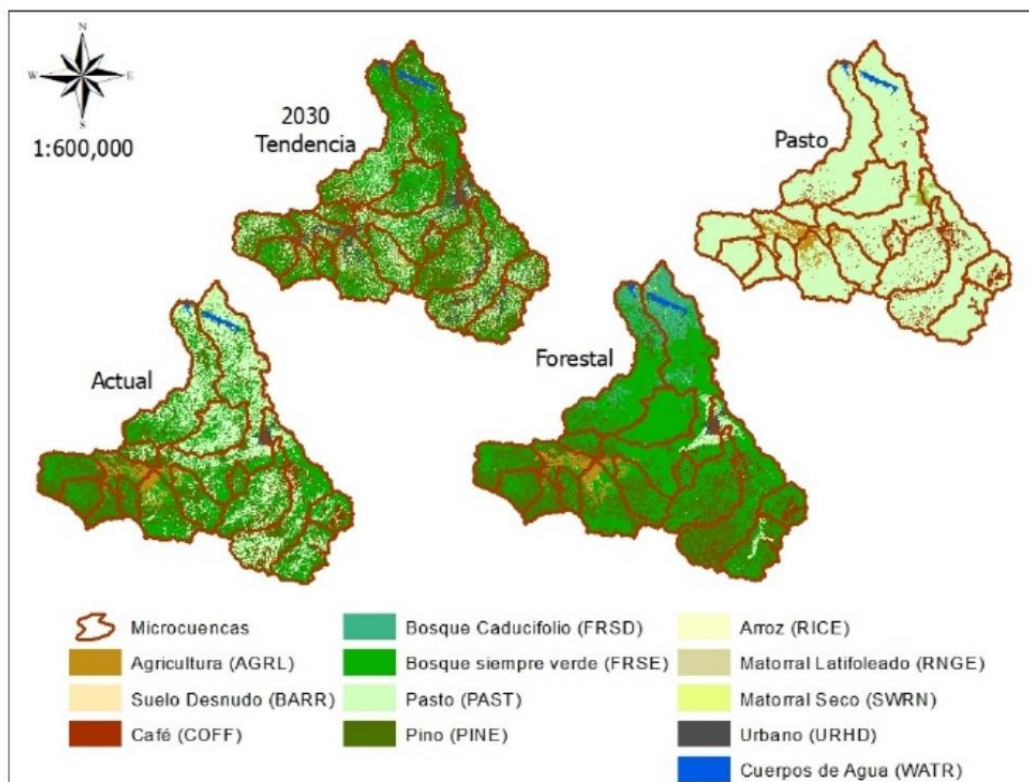 N
W E
S
1:600,000
2030
Tendencia
Pasto
Actual
Forestal
Microcuencas
Agricultura (AGRL)
Suelo Desnudo (BARR)
Café (COFF)
Bosque Caducifolio (FRSD)
Bosque siempre verde (FRSE)
Pasto (PAST)
Pino (PINE)
Arroz (RICE)
Matorral Latifoleado (RNGE)
Matorral Seco (SWRN)
Urbano (URHD)
Cuerpos de Agua (WATR)